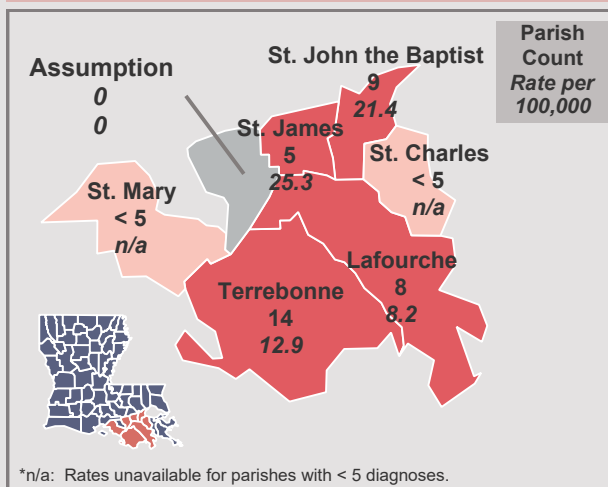 Parish
Count
Rate per
100,000
St. John the Baptist
9
21.4
Assumption
0
0
St. James
5
25.3
St. Charles
< 5
n/a
St. Mary
< 5
n/a
Lafourche
8
8.2
Terrebonne
14
12.9
*n/a: Rates unavailable for parishes with < 5 diagnoses.